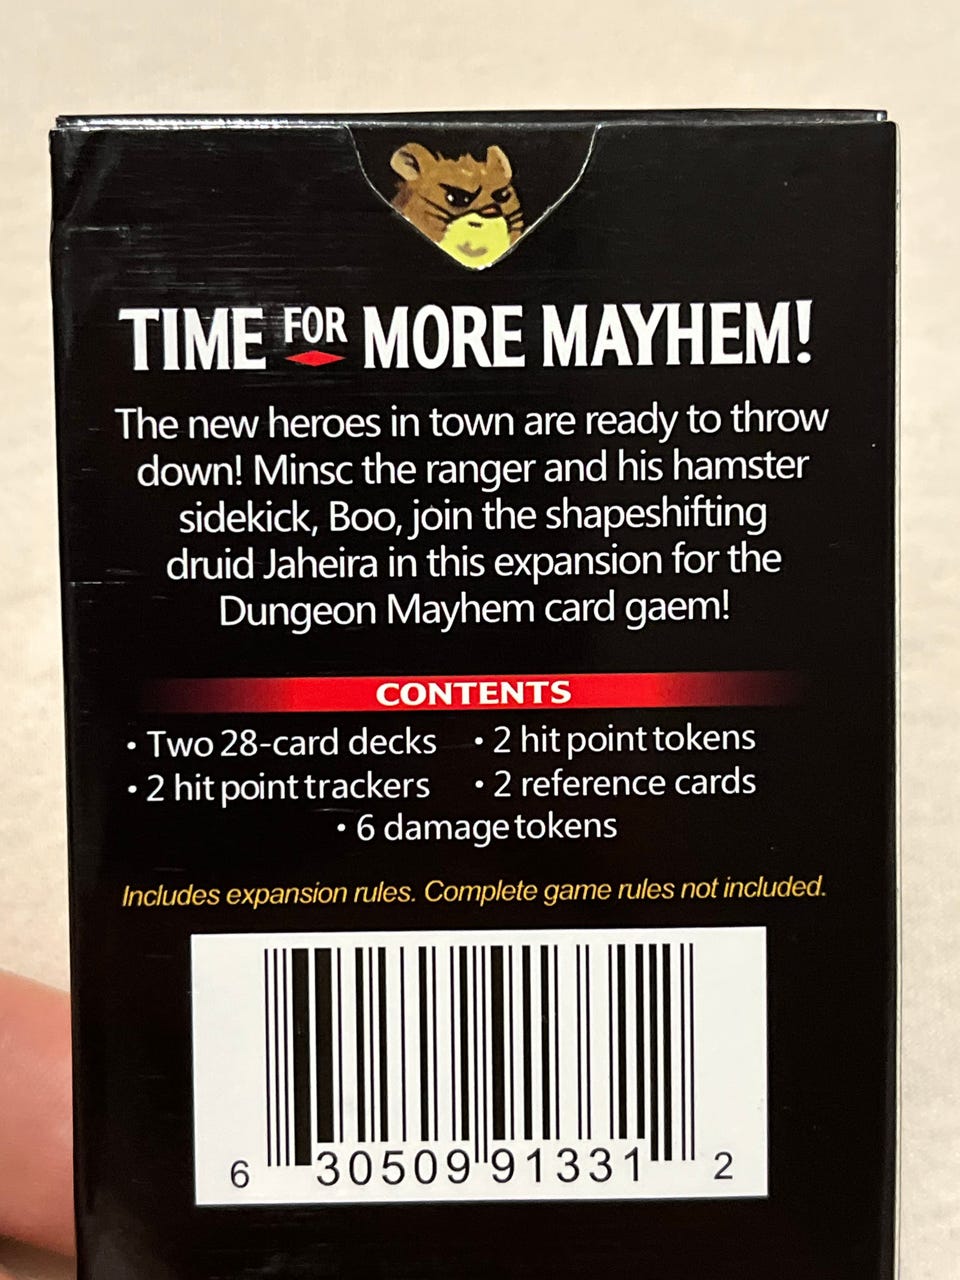 TIME FOR MORE MAYHEM!
The new heroes in town are ready to throw
down! Minsc the ranger and his hamster
sidekick, Boo, join the shapeshifting
druid Jaheira in this expansion for the
Dungeon Mayhem card gaem!
CONTENTS
• Two 28-card decks • 2 hit point tokens
• 2 hit point trackers • 2 reference cards
• 6 damage tokens
Includes expansion rules. Complete game rules not included.
6 30509 91331 2